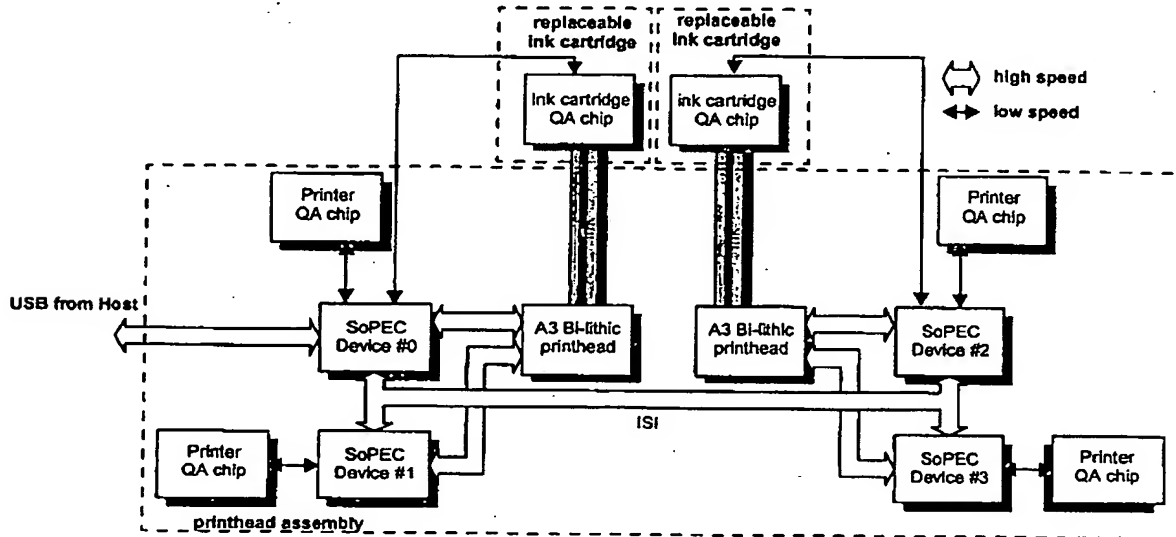 replaceable
ink cartridge
replaceable
ink cartridge
high speed
low speed
Ink cartridge
QA chip
ink cartridge
QA chip
Printer
QA chip
Printer
QA chip
USB from Host
SoPEC
Device #0
A3 Bi-lithic
printhead
A3 Bi-lithic
printhead
SoPEC
Device #2
ISI
Printer
QA chip
SoPEC
Device #1
SoPEC
Device #3
Printer
QA chip
printhead assembly